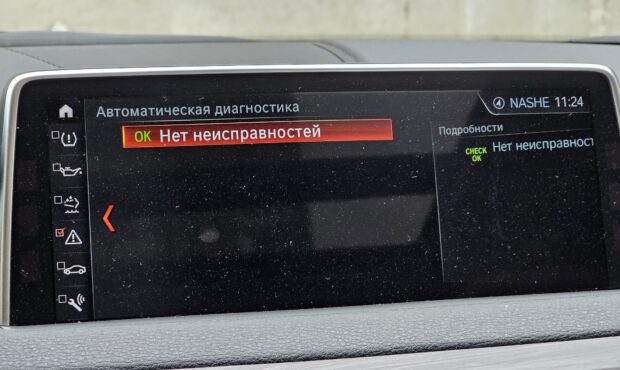 Автоматическая диагностика
NASHE 11:24
OK Нет неисправностей
Подробности
CHECK OK Нет неисправност